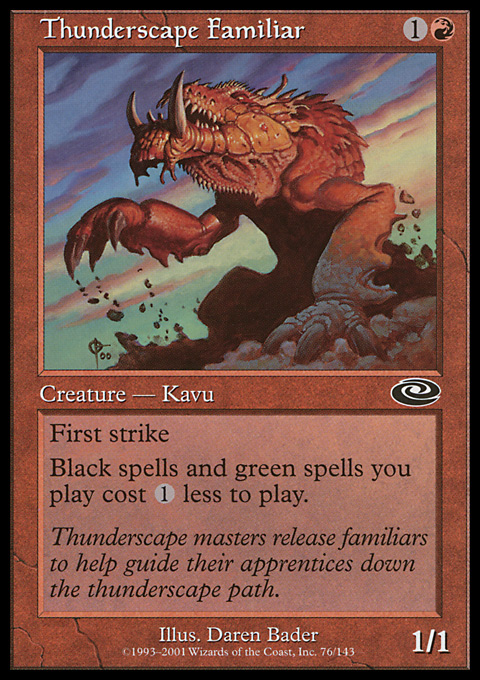 Thunderscape Familiar 1
Creature — Kavu
First strike
Black spells and green spells you
play cost 1 less to play.
Thunderscape masters release familiars
to help guide their apprentices down
the thunderscape path.
Illus. Daren Bader
©1993–2001 Wizards of the Coast, Inc. 76/143
1/1